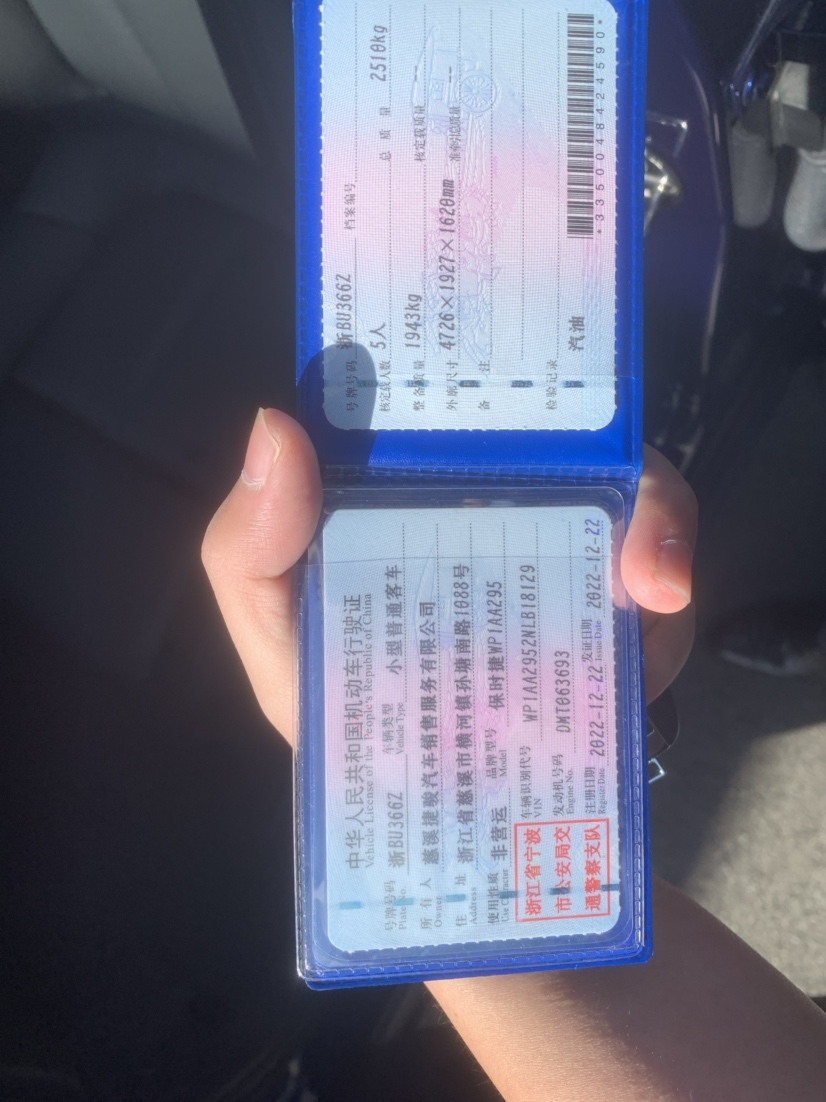 中华人民共和国机动车行驶证
Vehicle License of the People's Republic of China
号牌号码 浙BU366Z 车辆类型 小型普通客车
Plate No. Vehicle Type
所有人 慈溪捷骏汽车销售服务有限公司
Owner
住址 浙江省慈溪市横河镇孙塘南路1088号
Address
使用性质 非营运 品牌型号 保时捷WP1AA295
Use Character Model
浙江省宁波
市公安局交
通警察支队
车辆识别代号 WP1AA2952NLB18129
VIN
发动机号码 DMT063693
Engine No.
注册日期 2022-12-22 发证日期 2022-12-22
Register Date Issue Date
号牌号码 浙BU366Z 档案编号
核定载人数 5人 总质量 2510kg
整备质量 1943kg 核定载质量 --
外廓尺寸 4726×1927×1620mm 准牵引总质量 --
备注
检验记录
汽油
*3350048424590*